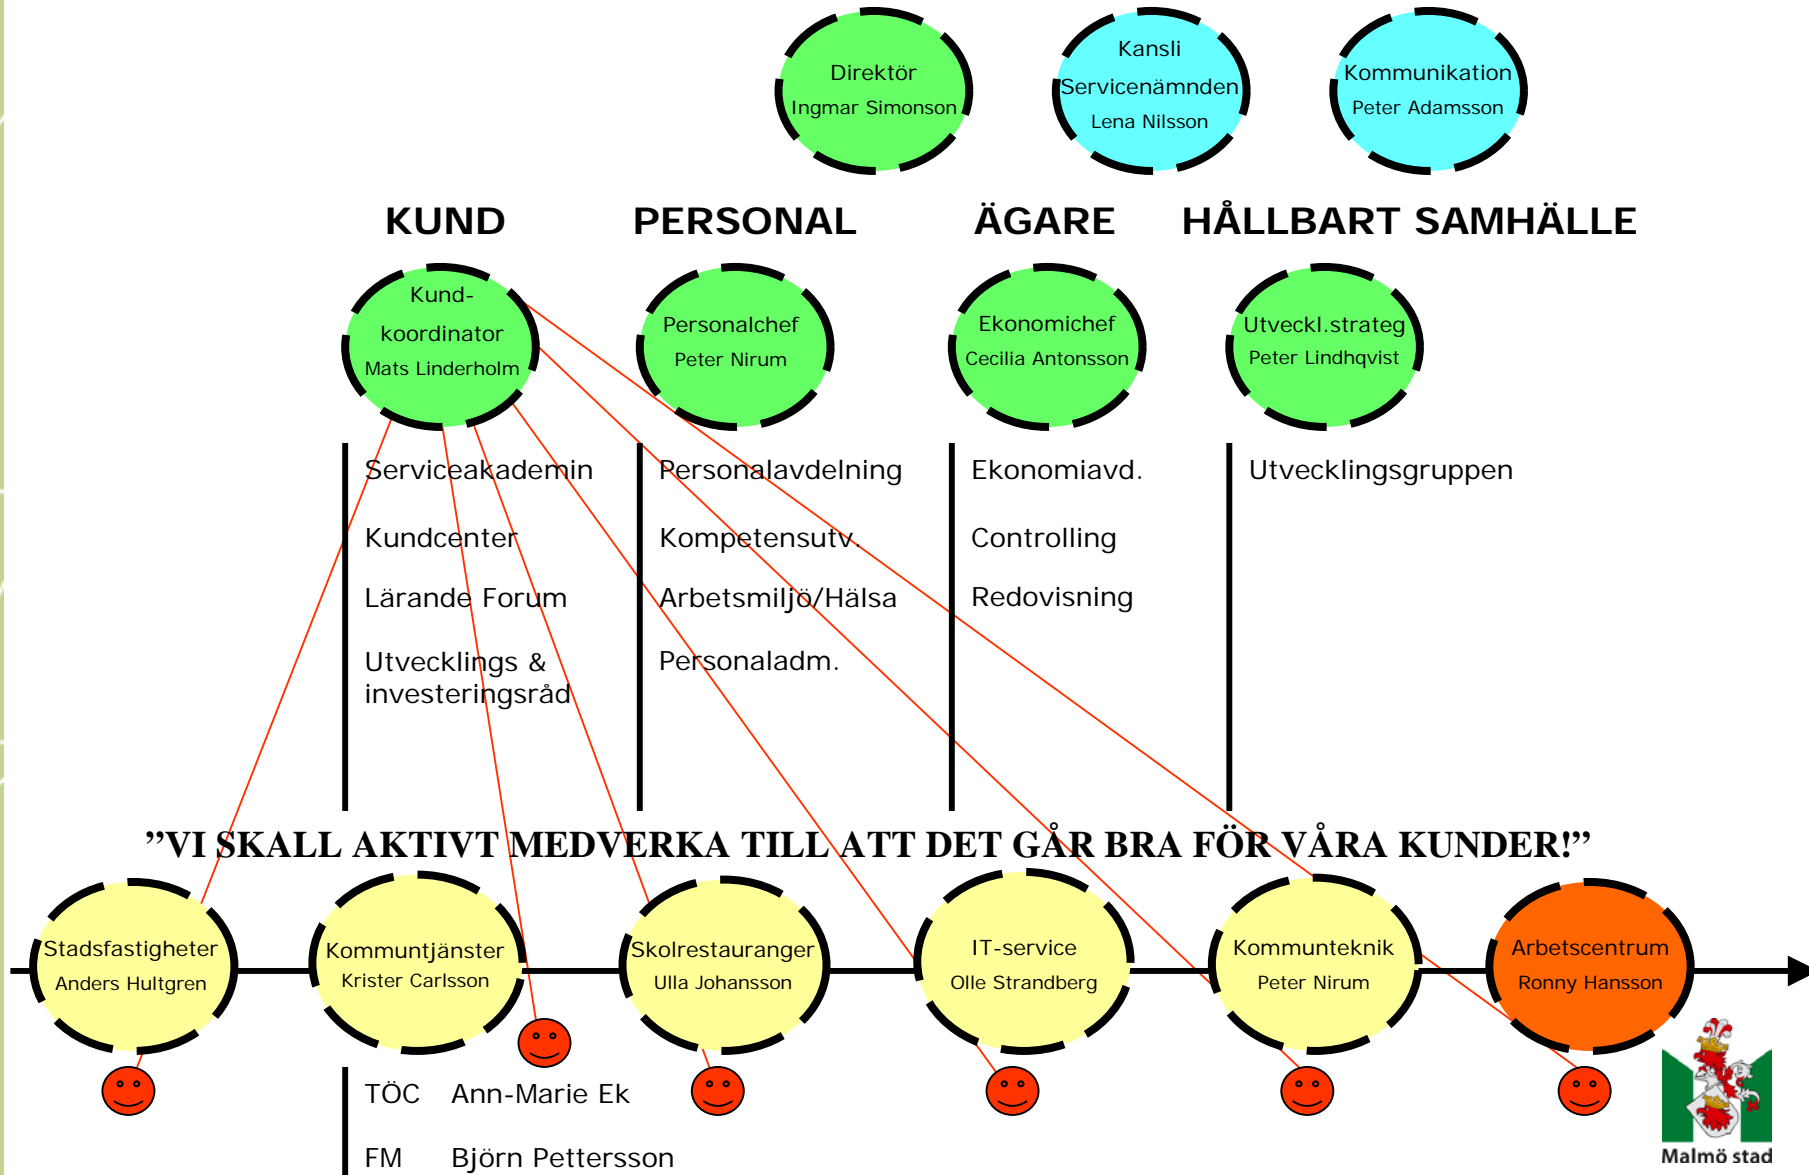 Direktör
Ingmar Simonson
Kansli
Servicenämnden
Lena Nilsson
Kommunikation
Peter Adamsson
KUND
PERSONAL
ÄGARE
HÅLLBART SAMHÄLLE
Kund-
koordinator
Mats Linderholm
Personalchef
Peter Nirum
Ekonomichef
Cecilia Antonsson
Utveckl.strateg
Peter Lindhqvist
Serviceakademin
Kundcenter
Lärande Forum
Utvecklings &
investeringsråd
Personalavdelning
Kompetensutv.
Arbetsmiljö/Hälsa
Personaladm.
Ekonomiavd.
Controlling
Redovisning
Utvecklingsgruppen
”VI SKALL AKTIVT MEDVERKA TILL ATT DET GÅR BRA FÖR VÅRA KUNDER!”
Stadsfastigheter
Anders Hultgren
Kommuntjänster
Krister Carlsson
Skolrestauranger
Ulla Johansson
IT-service
Olle Strandberg
Kommunteknik
Peter Nirum
Arbetscentrum
Ronny Hansson
TÖC Ann-Marie Ek
FM Björn Pettersson
Malmö stad